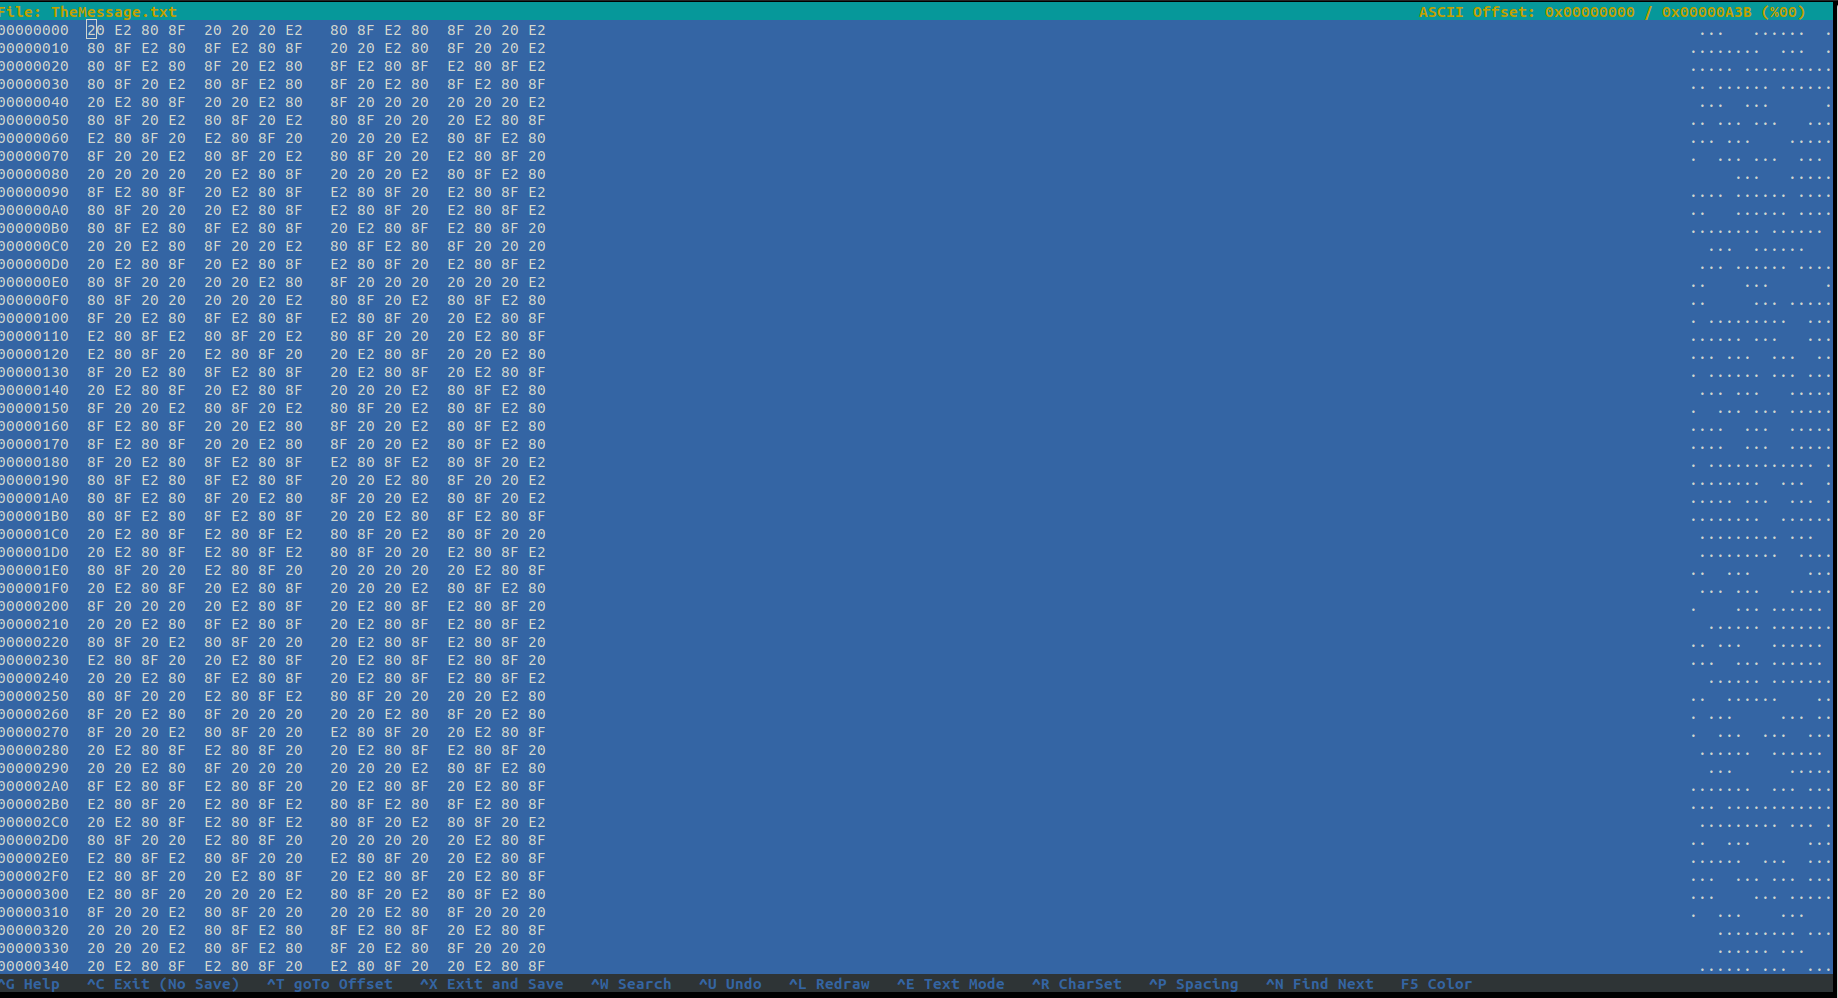 File: TheMessage.txt ASCII Offset: 0x00000000 / 0x00000A3B (%00)
00000000 20 E2 80 8F 20 20 20 E2 80 8F E2 80 8F 20 20 E2 ... ...... .
00000010 80 8F E2 80 8F E2 80 8F 20 20 E2 80 8F 20 20 E2 ........ ... .
00000020 80 8F E2 80 8F 20 E2 80 8F E2 80 8F E2 80 8F E2 ..... ..........
00000030 80 8F 20 E2 80 8F E2 80 8F 20 E2 80 8F E2 80 8F .. ...... ......
00000040 20 E2 80 8F 20 20 E2 80 8F 20 20 20 20 20 20 E2 ... ... .
00000050 80 8F 20 E2 80 8F 20 E2 80 8F 20 20 20 E2 80 8F .. ... ... ...
00000060 E2 80 8F 20 E2 80 8F 20 20 20 20 E2 80 8F E2 80 ... ... .....
00000070 8F 20 20 E2 80 8F 20 E2 80 8F 20 20 E2 80 8F 20 . ... ... ...
00000080 20 20 20 20 E2 80 8F 20 20 20 20 E2 80 8F E2 80 ... .....
00000090 8F E2 80 8F 20 E2 80 8F E2 80 8F 20 E2 80 8F E2 .... ...... ....
000000A0 80 8F 20 20 20 E2 80 8F E2 80 8F 20 E2 80 8F E2 .. ...... ....
000000B0 80 8F E2 80 8F E2 80 8F 20 E2 80 8F E2 80 8F 20 ........ ......
000000C0 20 20 E2 80 8F 20 20 E2 80 8F E2 80 8F 20 20 20 ... ......
000000D0 20 E2 80 8F 20 E2 80 8F E2 80 8F 20 E2 80 8F E2 ... ...... ....
000000E0 80 8F 20 20 20 20 E2 80 8F 20 20 20 20 20 20 E2 .. ... .
000000F0 80 8F 20 20 20 20 20 E2 80 8F 20 E2 80 8F E2 80 .. ... .....
00000100 8F 20 E2 80 8F E2 80 8F E2 80 8F 20 20 E2 80 8F . ......... ...
00000110 E2 80 8F E2 80 8F 20 E2 80 8F 20 20 20 E2 80 8F ...... ... ...
00000120 E2 80 8F 20 E2 80 8F 20 20 E2 80 8F 20 20 E2 80 ... ... ... ..
00000130 8F 20 E2 80 8F E2 80 8F 20 E2 80 8F 20 E2 80 8F . ...... ... ...
00000140 20 E2 80 8F 20 E2 80 8F 20 20 20 E2 80 8F E2 80 ... ... .....
00000150 8F 20 20 E2 80 8F 20 E2 80 8F 20 E2 80 8F E2 80 . ... ... .....
00000160 8F E2 80 8F 20 20 E2 80 8F 20 20 E2 80 8F E2 80 .... ... .....
00000170 8F E2 80 8F 20 20 E2 80 8F 20 20 E2 80 8F E2 80 .... ... .....
00000180 8F 20 E2 80 8F E2 80 8F E2 80 8F E2 80 8F 20 E2 . ............ .
00000190 80 8F E2 80 8F E2 80 8F 20 20 E2 80 8F 20 20 E2 ........ ... .
000001A0 80 8F E2 80 8F 20 E2 80 8F 20 20 E2 80 8F 20 E2 ..... ... ... .
000001B0 80 8F E2 80 8F E2 80 8F 20 20 E2 80 8F E2 80 8F ........ ......
000001C0 20 E2 80 8F E2 80 8F E2 80 8F 20 E2 80 8F 20 20 ......... ...
000001D0 20 E2 80 8F E2 80 8F E2 80 8F 20 20 E2 80 8F E2 ......... ....
000001E0 80 8F 20 20 E2 80 8F 20 20 20 20 20 20 E2 80 8F .. ... ...
000001F0 20 E2 80 8F 20 E2 80 8F 20 20 20 E2 80 8F E2 80 ... ... .....
00000200 8F 20 20 20 20 E2 80 8F 20 E2 80 8F E2 80 8F 20 . ... ......
00000210 20 20 E2 80 8F E2 80 8F 20 E2 80 8F E2 80 8F E2 ...... .......
00000220 80 8F 20 E2 80 8F 20 20 20 E2 80 8F E2 80 8F 20 .. ... ......
00000230 E2 80 8F 20 20 E2 80 8F 20 E2 80 8F E2 80 8F 20 ... ... ......
00000240 20 20 E2 80 8F E2 80 8F 20 E2 80 8F E2 80 8F E2 ...... .......
00000250 80 8F 20 20 E2 80 8F E2 80 8F 20 20 20 20 E2 80 .. ...... ..
00000260 8F 20 E2 80 8F 20 20 20 20 20 E2 80 8F 20 E2 80 . ... ... ..
00000270 8F 20 20 E2 80 8F 20 20 E2 80 8F 20 20 E2 80 8F . ... ... ...
00000280 20 E2 80 8F E2 80 8F 20 20 E2 80 8F E2 80 8F 20 ...... ......
00000290 20 20 E2 80 8F 20 20 20 20 20 20 E2 80 8F E2 80 ... .....
000002A0 8F E2 80 8F E2 80 8F 20 E2 80 8F 20 E2 80 8F ....... ... ...
000002B0 E2 80 8F 20 E2 80 8F E2 80 8F E2 80 8F E2 80 8F ... ............
000002C0 20 E2 80 8F E2 80 8F E2 80 8F 20 E2 80 8F 20 E2 ......... ... .
000002D0 80 8F 20 20 E2 80 8F 20 20 20 20 20 20 E2 80 8F .. ... ...
000002E0 E2 80 8F E2 80 8F 20 20 E2 80 8F 20 20 E2 80 8F ...... ... ...
000002F0 E2 80 8F 20 20 E2 80 8F 20 E2 80 8F 20 E2 80 8F ... ... ... ...
00000300 E2 80 8F 20 20 20 20 E2 80 8F 20 E2 80 8F E2 80 ... ... .....
00000310 8F 20 20 E2 80 8F 20 20 20 20 E2 80 8F 20 20 20 . ... ...
00000320 20 20 20 E2 80 8F E2 80 8F E2 80 8F 20 E2 80 8F ......... ...
00000330 20 20 20 E2 80 8F E2 80 8F 20 E2 80 8F 20 20 20 ...... ...
00000340 20 E2 80 8F E2 80 8F 20 E2 80 8F 20 20 E2 80 8F ...... ... ...
^G Help ^C Exit (No Save) ^T goTo Offset ^X Exit and Save ^W Search ^U Undo ^L Redraw ^E Text Mode ^R CharSet ^P Spacing ^N Find Next F5 Color